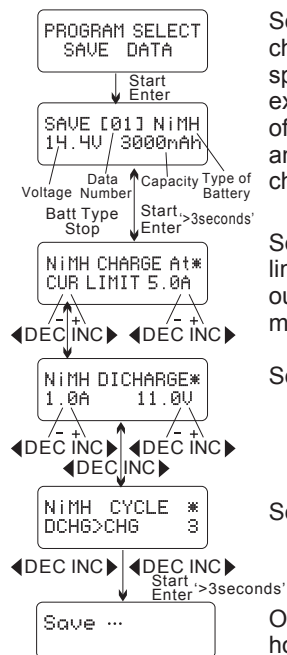 PROGRAM SELECT
SAVE DATA
Start
Enter
SAVE [01] NiMH
14.4V 3000mAh
Voltage
Data
Number
Capacity
Type of
Battery
Batt Type
Stop
Start
Enter
'>3seconds'
NiMH CHARGE At*
CUR LIMIT 5.0A
- +
- +
◀DEC INC▶
◀DEC INC▶
NiMH DICHARGE*
1.0A 11.0V
- +
- +
◀DEC INC▶
◀DEC INC▶
◀DEC INC▶
NiMH CYCLE *
DCHG>CHG 3
◀DEC INC▶
◀DEC INC▶
Start
Enter
'>3seconds'
Save ...
of